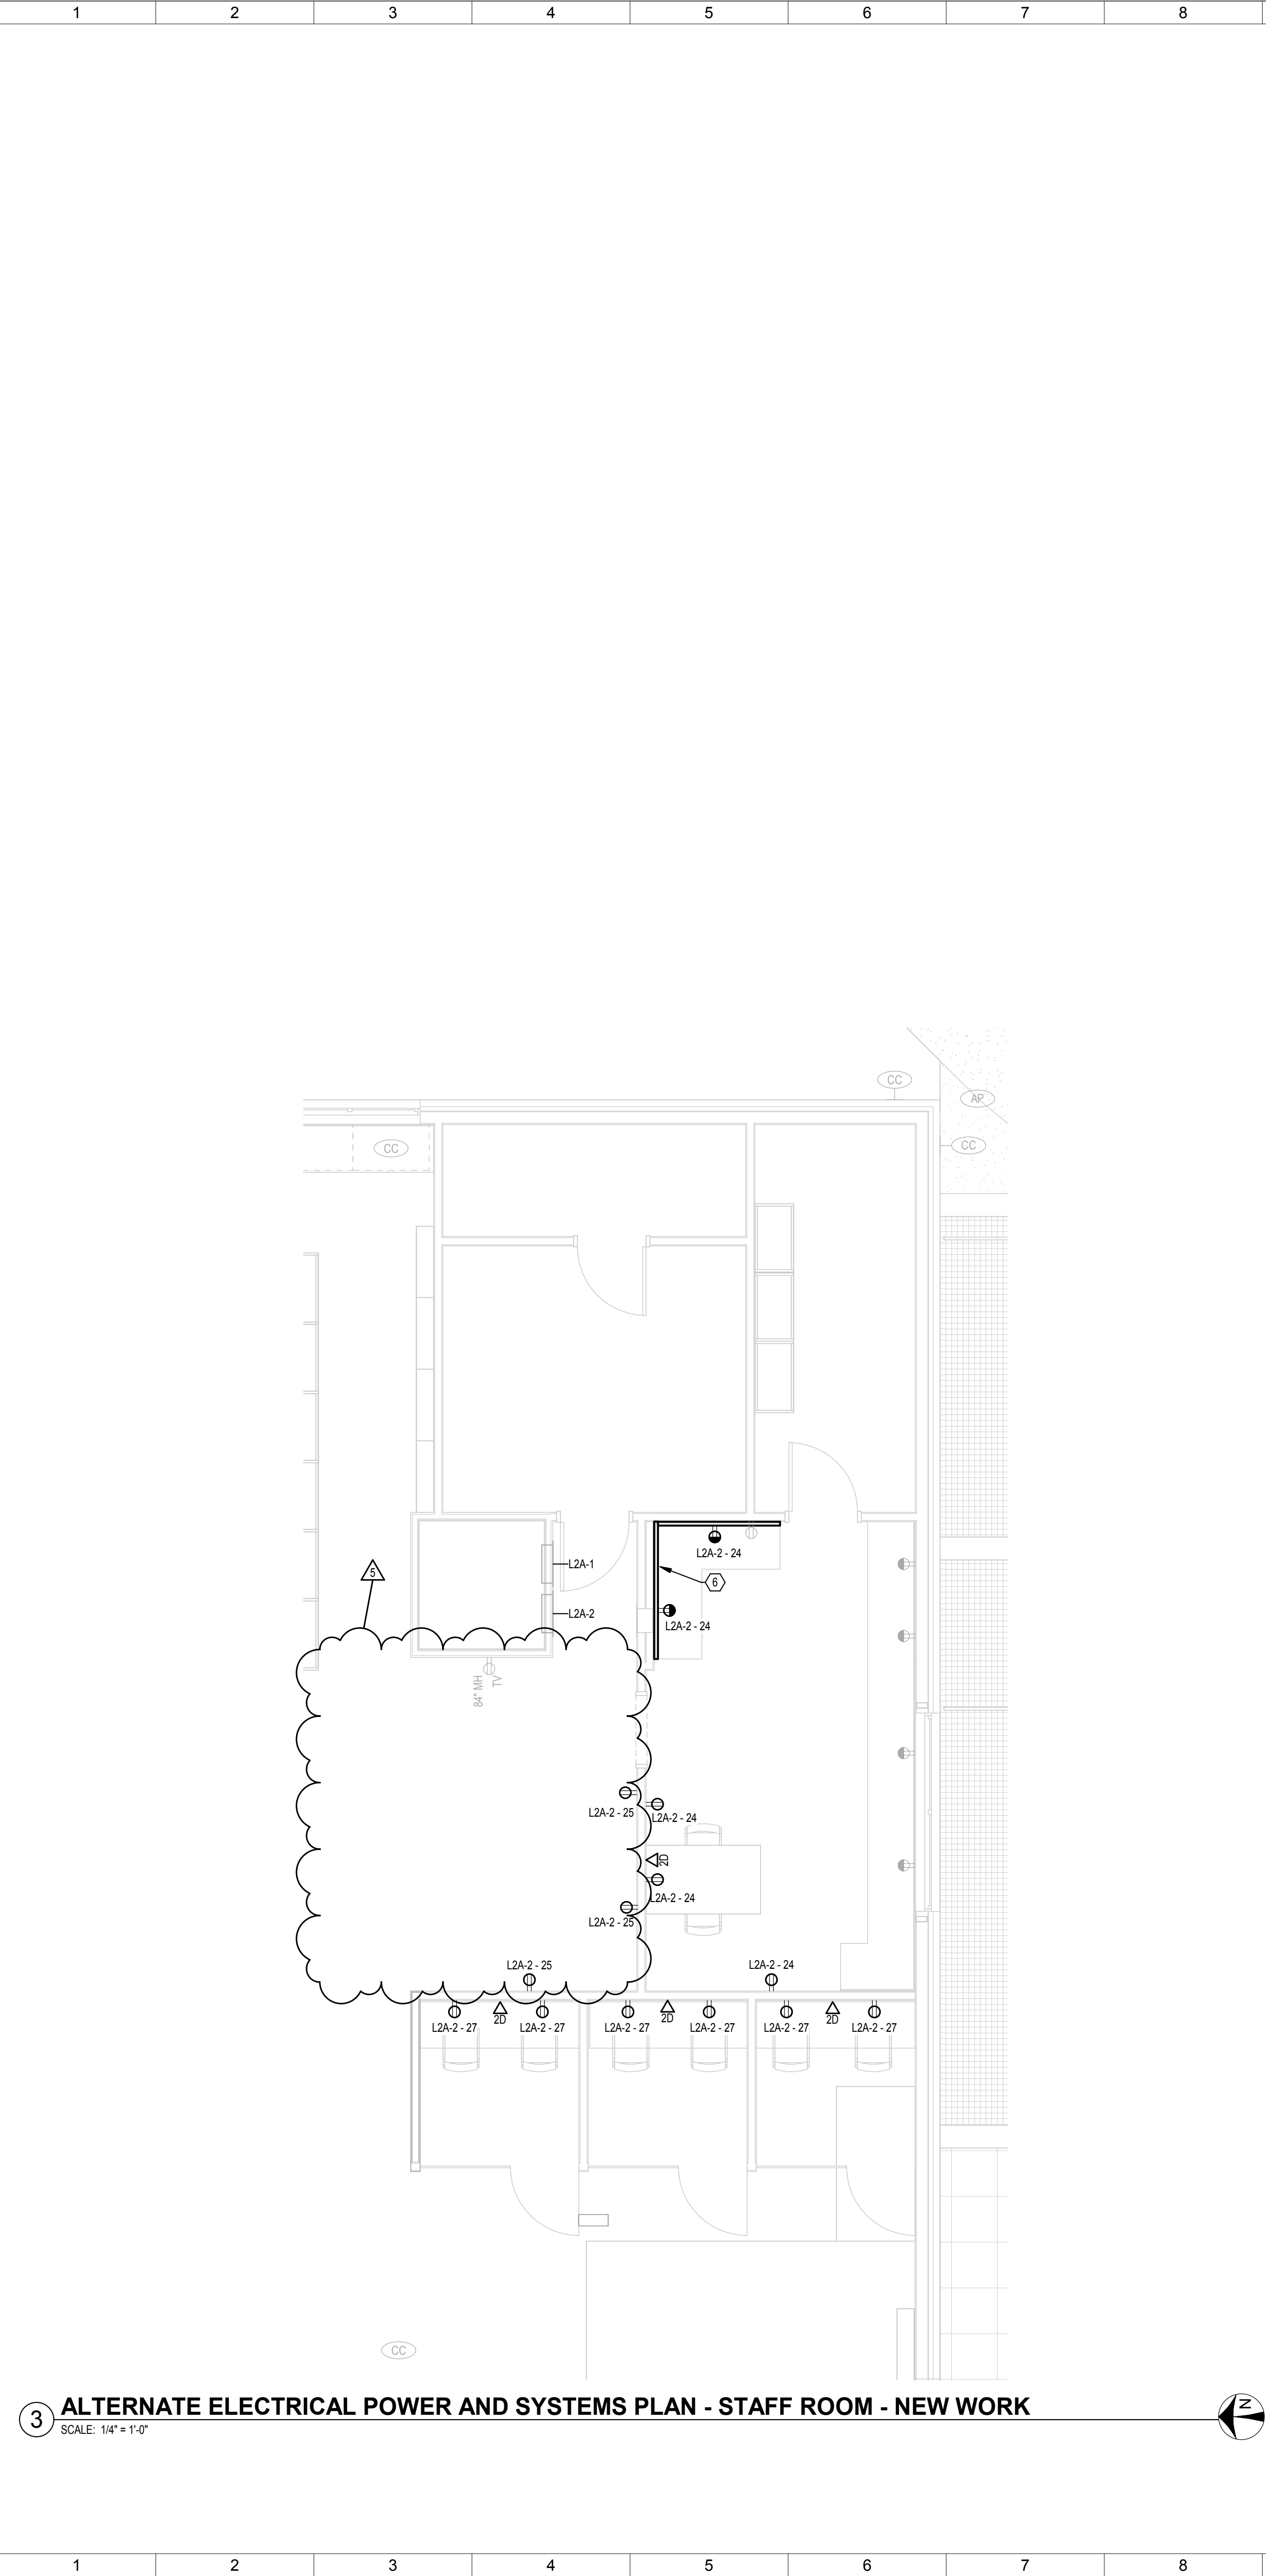 1 2 3 4 5 6 7 8
CC
AP
CC
CC
L2A-2 - 24
L2A-1
5
6
L2A-2
L2A-2 - 24
84" MH
TV
L2A-2 - 25
L2A-2 - 24
2D
L2A-2 - 24
L2A-2 - 25
L2A-2 - 25
L2A-2 - 24
2D
2D
2D
L2A-2 - 27
L2A-2 - 27
L2A-2 - 27
L2A-2 - 27
L2A-2 - 27
L2A-2 - 27
CC
3
ALTERNATE ELECTRICAL POWER AND SYSTEMS PLAN - STAFF ROOM - NEW WORK
SCALE: 1/4" = 1'-0"
N
1 2 3 4 5 6 7 8